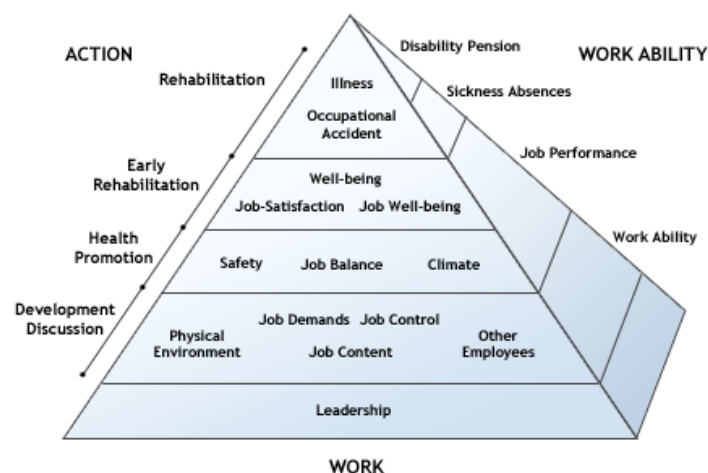 ACTION
WORK ABILITY
Disability Pension
Rehabilitation
Illness
Sickness Absences
Occupational
Accident
Job Performance
Early
Rehabilitation
Well-being
Job-Satisfaction Job Well-being
Work Ability
Health
Promotion
Safety Job Balance Climate
Development
Discussion
Job Demands Job Control
Physical
Environment
Job Content
Other
Employees
Leadership
WORK